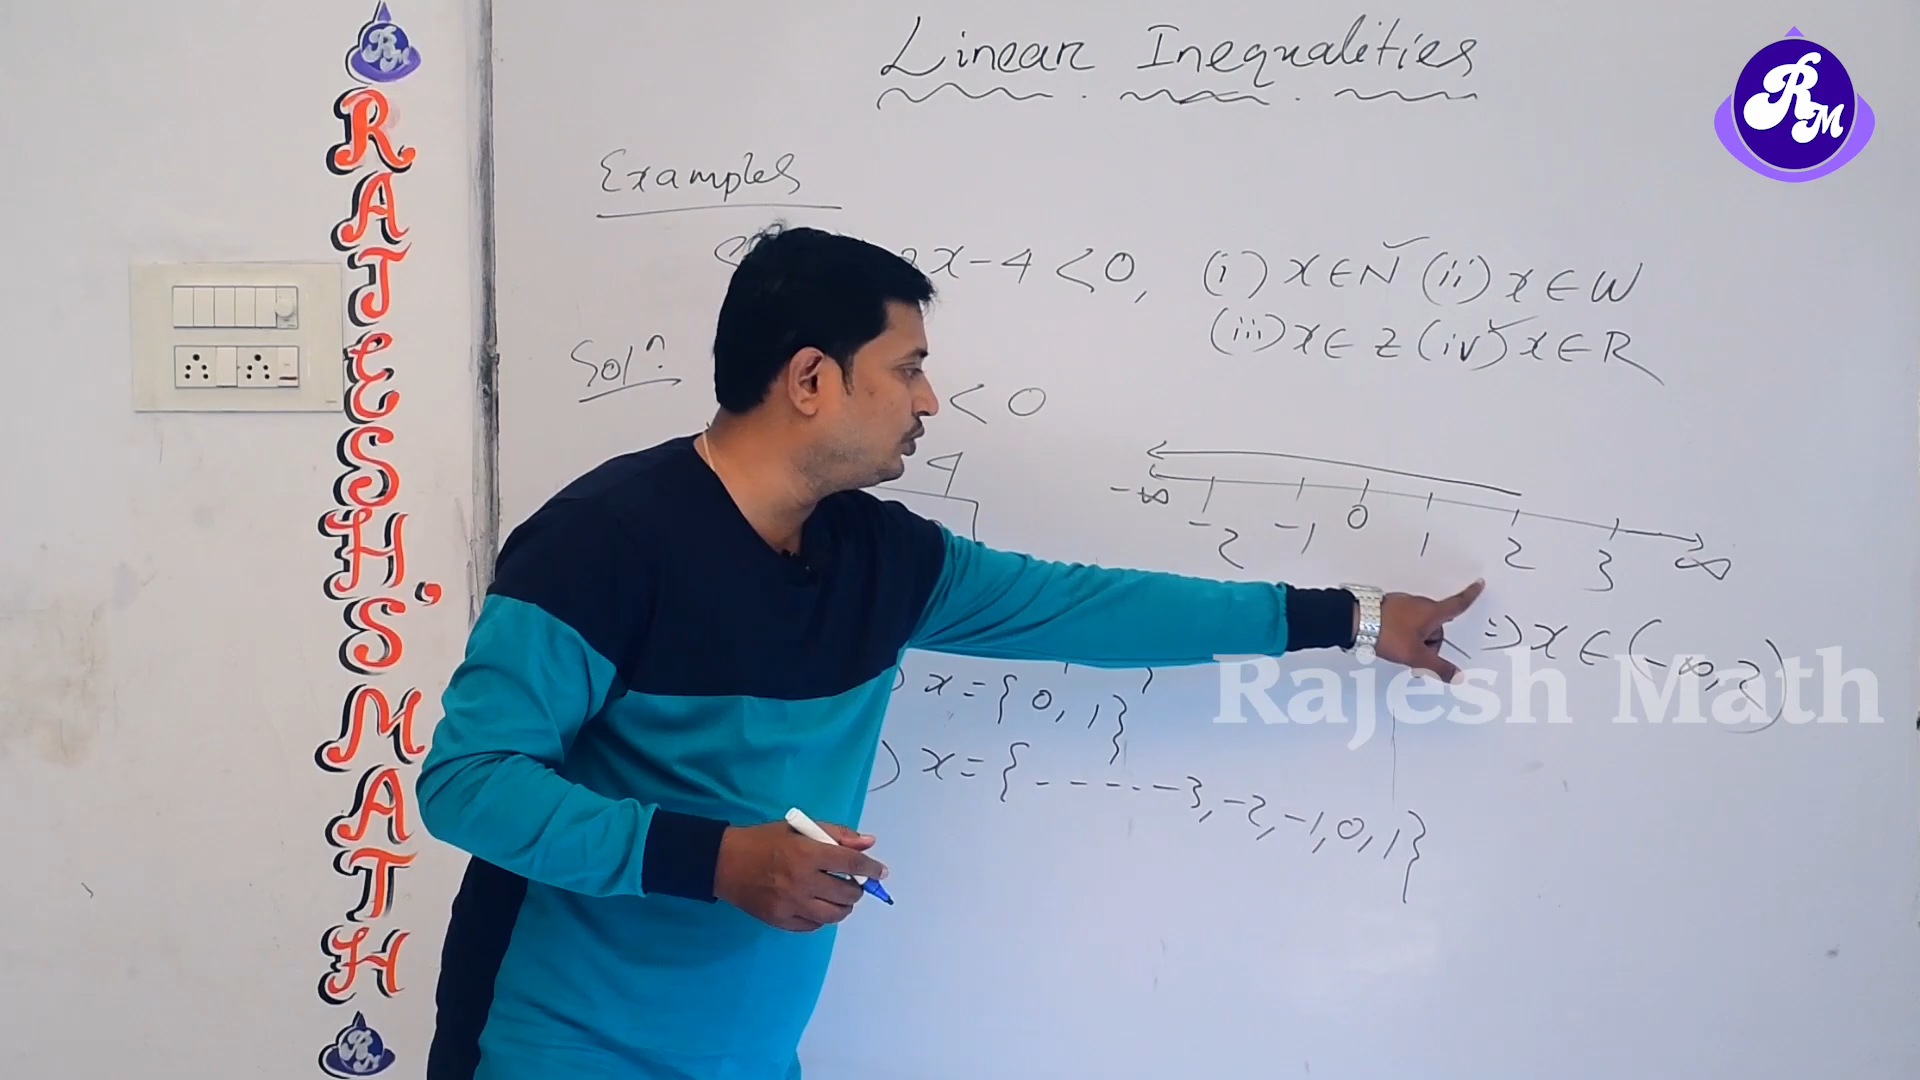 Linear Inequalities
Examples
2x-4 <0, (i) x∈N (ii) x∈W
(iii) x∈Z (iv) x∈R
Solⁿ:
< 0
4
-∞ -2 -1 0 1 2 3 ∞
=> x ∈ (-∞, 2)
) x = {0, 1}
) x = {- - - - - -3, -2, -1, 0, 1}
RAJESH'S MATH
RM
Rajesh Math